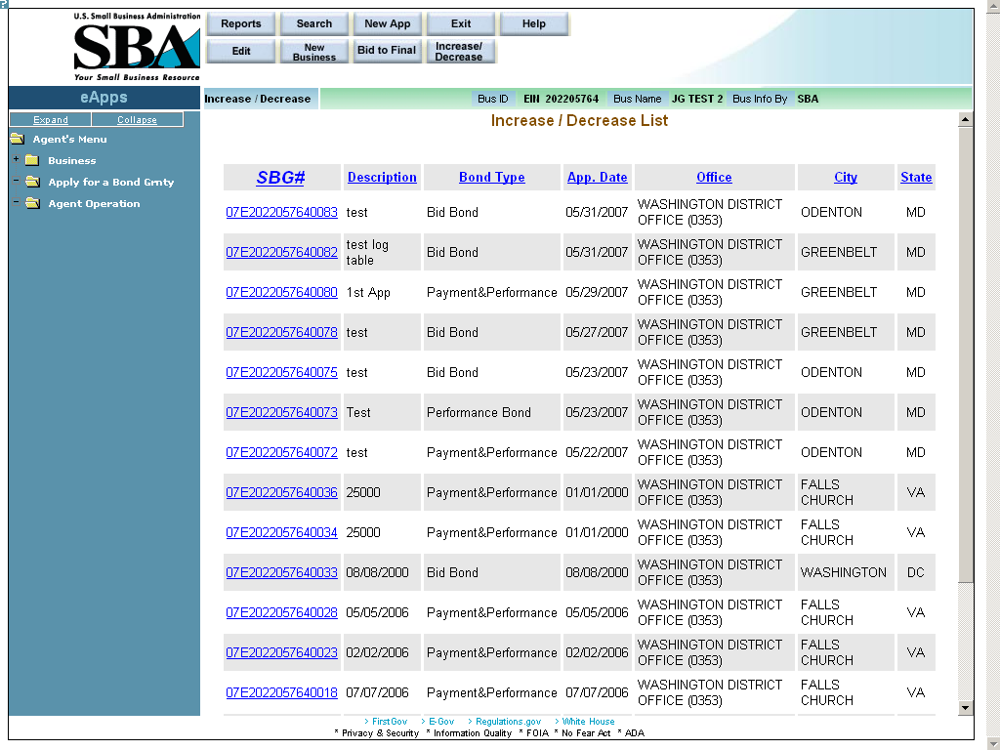 U.S. Small Business Administration
SBA
Your Small Business Resource
Reports Search New App Exit Help
Edit New Business Bid to Final Increase/ Decrease
eApps
Increase / Decrease Bus ID EIN 202205764 Bus Name JG TEST 2 Bus Info By SBA
Expand Collapse
Agent's Menu
Business
Apply for a Bond Grnty
Agent Operation
Increase / Decrease List
SBG# Description Bond Type App. Date Office City State
07E2022057640083 test Bid Bond 05/31/2007 WASHINGTON DISTRICT OFFICE (0353) ODENTON MD
07E2022057640082 test log table Bid Bond 05/31/2007 WASHINGTON DISTRICT OFFICE (0353) GREENBELT MD
07E2022057640080 1st App Payment&Performance 05/29/2007 WASHINGTON DISTRICT OFFICE (0353) GREENBELT MD
07E2022057640078 test Bid Bond 05/27/2007 WASHINGTON DISTRICT OFFICE (0353) GREENBELT MD
07E2022057640075 test Bid Bond 05/23/2007 WASHINGTON DISTRICT OFFICE (0353) ODENTON MD
07E2022057640073 Test Performance Bond 05/23/2007 WASHINGTON DISTRICT OFFICE (0353) ODENTON MD
07E2022057640072 test Payment&Performance 05/22/2007 WASHINGTON DISTRICT OFFICE (0353) ODENTON MD
07E2022057640036 25000 Payment&Performance 01/01/2000 WASHINGTON DISTRICT OFFICE (0353) FALLS CHURCH VA
07E2022057640034 25000 Payment&Performance 01/01/2000 WASHINGTON DISTRICT OFFICE (0353) FALLS CHURCH VA
07E2022057640033 08/08/2000 Bid Bond 08/08/2000 WASHINGTON DISTRICT OFFICE (0353) WASHINGTON DC
07E2022057640028 05/05/2006 Payment&Performance 05/05/2006 WASHINGTON DISTRICT OFFICE (0353) FALLS CHURCH VA
07E2022057640023 02/02/2006 Payment&Performance 02/02/2006 WASHINGTON DISTRICT OFFICE (0353) FALLS CHURCH VA
07E2022057640018 07/07/2006 Payment&Performance 07/07/2006 WASHINGTON DISTRICT OFFICE (0353) FALLS CHURCH VA
> FirstGov > E-Gov > Regulations.gov > White House
* Privacy & Security * Information Quality * FOIA * No Fear Act * ADA